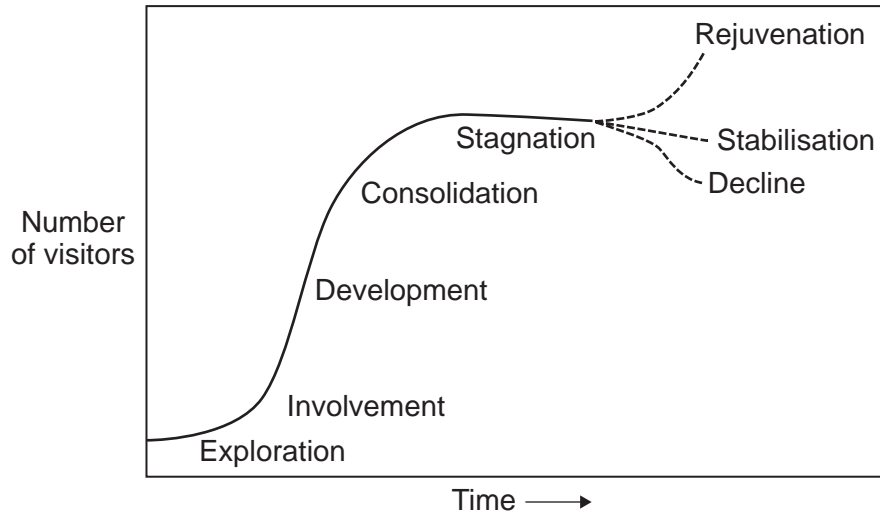 Rejuvenation
Stagnation
Stabilisation
Decline
Consolidation
Number
of visitors
Development
Involvement
Exploration
Time